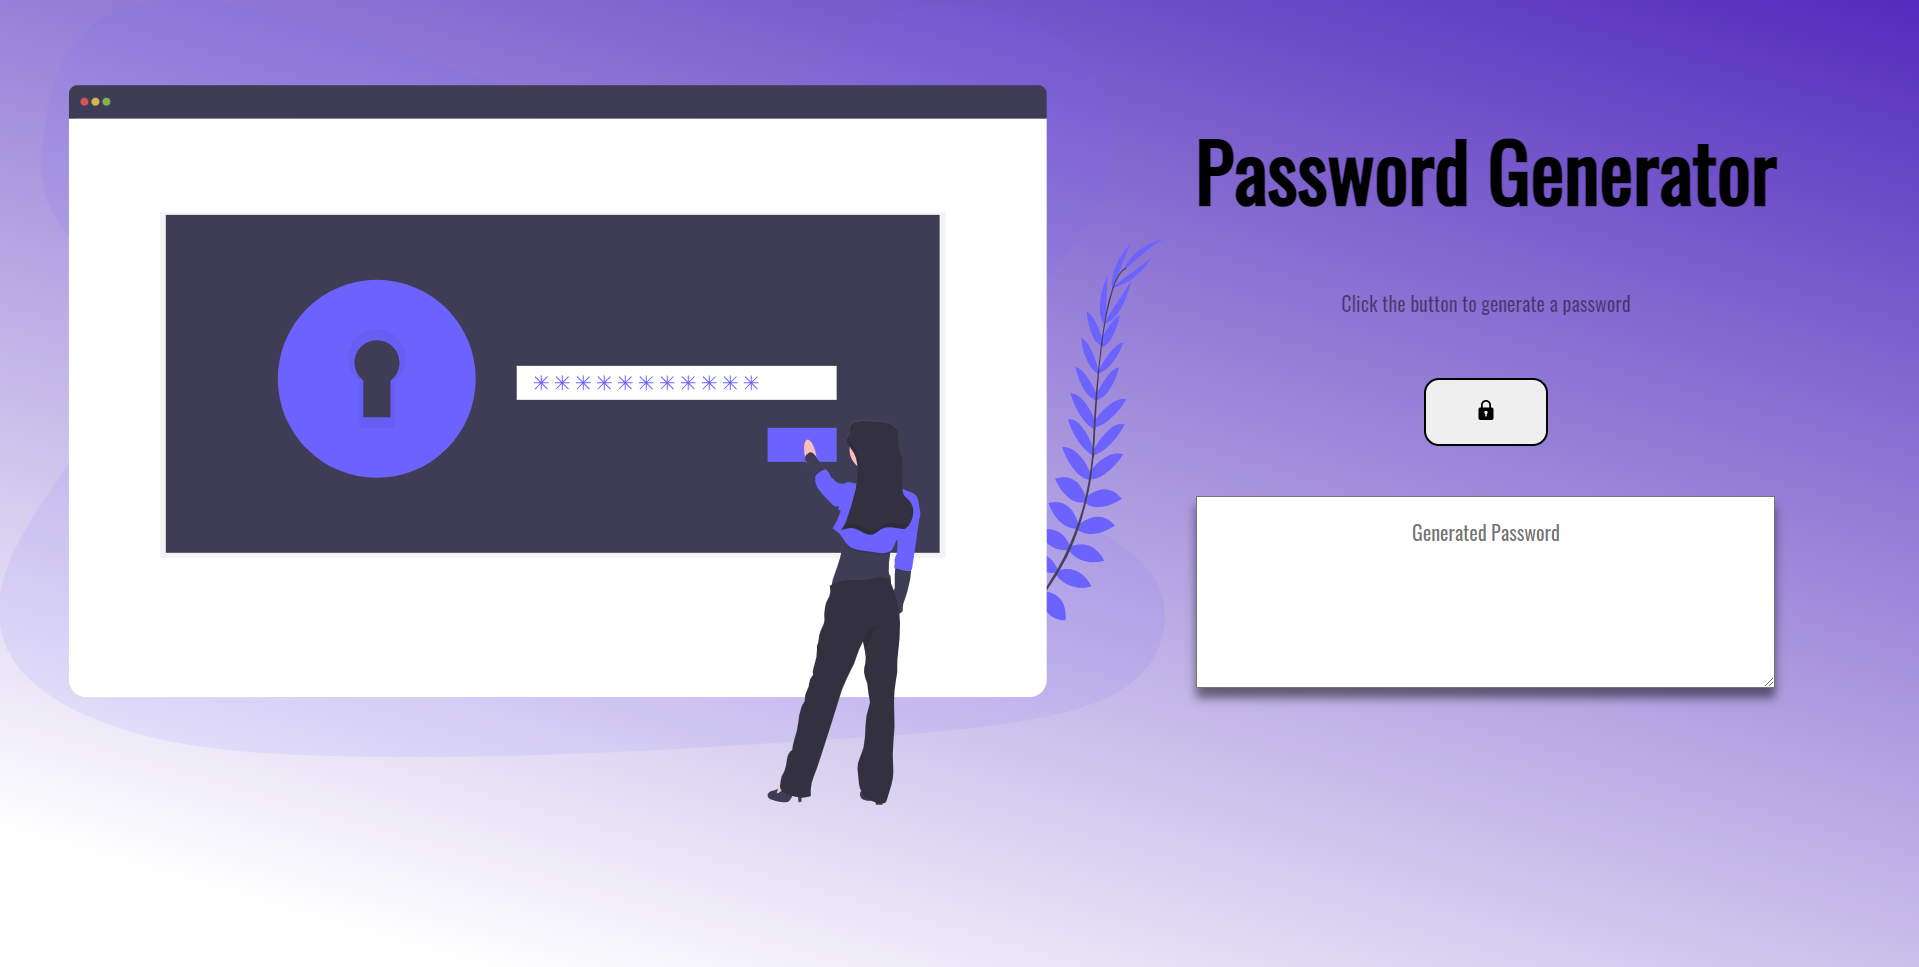 Password Generator
Click the button to generate a password
***********
Generated Password